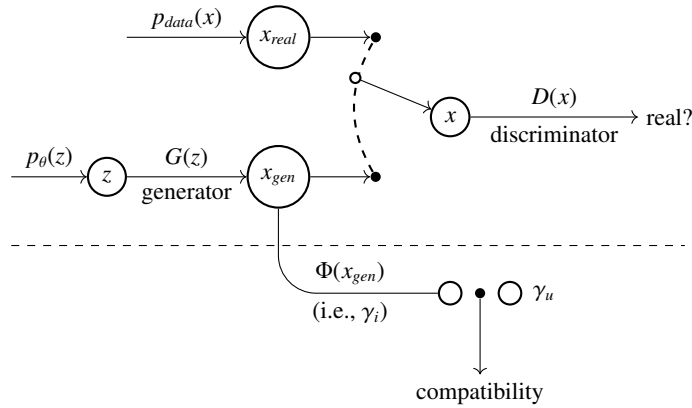 p_data(x)
x_real
D(x)
x
real?
discriminator
p_θ(z)
z
G(z)
generator
x_gen
Φ(x_gen)
(i.e., γ_i)
γ_u
compatibility